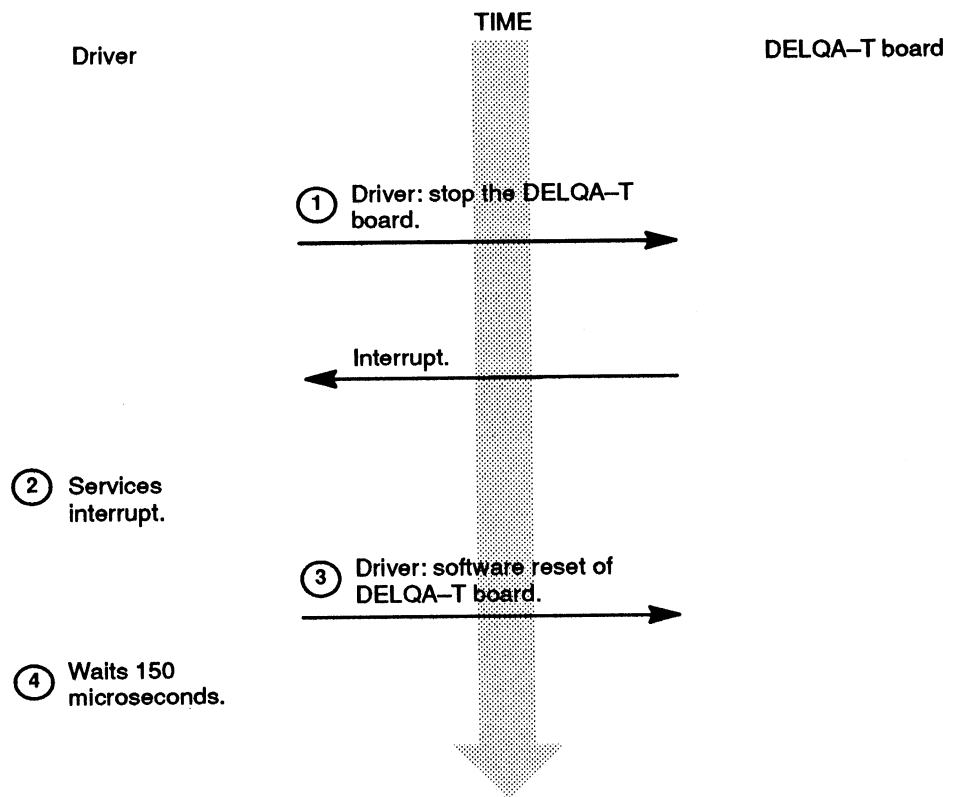 TIME
Driver
DELQA–T board
1
Driver: stop the DELQA–T
board.
Interrupt.
2
Services
interrupt.
3
Driver: software reset of
DELQA–T board.
4
Waits 150
microseconds.